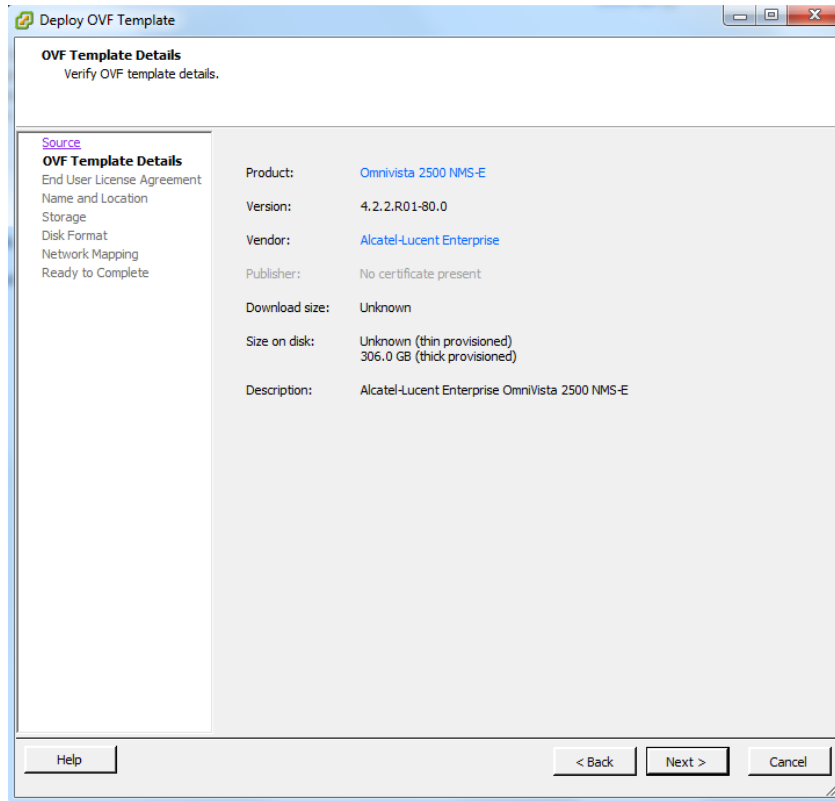 Deploy OVF Template
OVF Template Details
Verify OVF template details.
Source
OVF Template Details
End User License Agreement
Name and Location
Storage
Disk Format
Network Mapping
Ready to Complete
Product: Omnivista 2500 NMS-E
Version: 4.2.2.R01-80.0
Vendor: Alcatel-Lucent Enterprise
Publisher: No certificate present
Download size: Unknown
Size on disk: Unknown (thin provisioned)
306.0 GB (thick provisioned)
Description: Alcatel-Lucent Enterprise OmniVista 2500 NMS-E
Help
< Back
Next >
Cancel